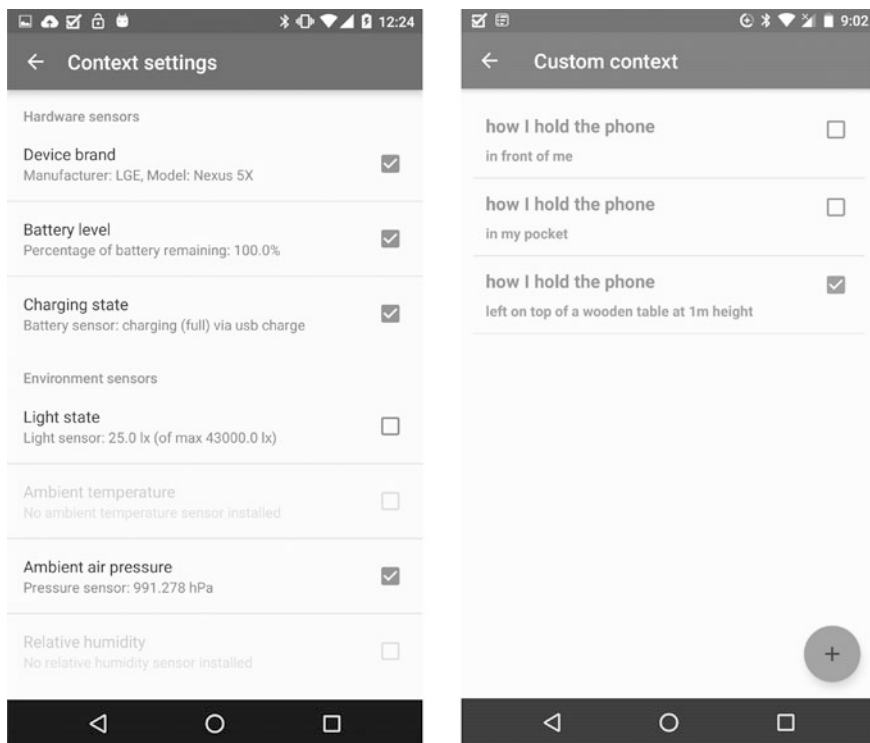 12:24
Context settings
Hardware sensors
Device brand
Manufacturer: LGE, Model: Nexus 5X
Battery level
Percentage of battery remaining: 100.0%
Charging state
Battery sensor: charging (full) via usb charge
Environment sensors
Light state
Light sensor: 25.0 lx (of max 43000.0 lx)
Ambient temperature
No ambient temperature sensor installed
Ambient air pressure
Pressure sensor: 991.278 hPa
Relative humidity
No relative humidity sensor installed
9:02
Custom context
how I hold the phone
in front of me
how I hold the phone
in my pocket
how I hold the phone
left on top of a wooden table at 1m height